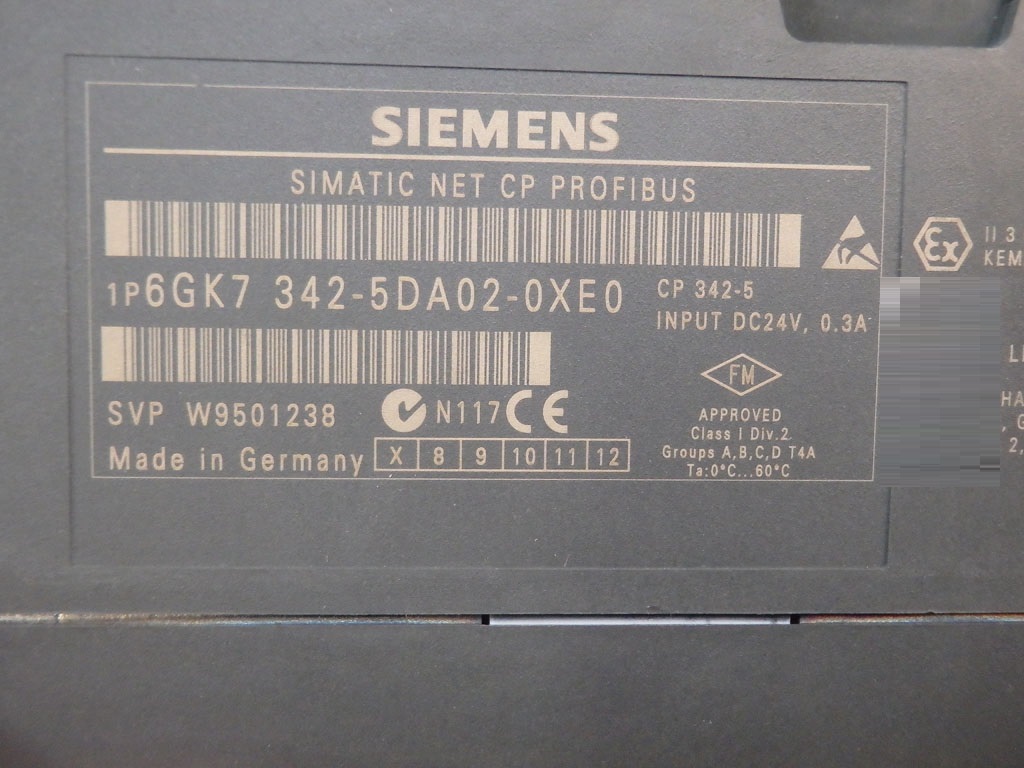 SIEMENS
SIMATIC NET CP PROFIBUS
1P6GK7 342-5DA02-0XE0
CP 342-5
INPUT DC24V, 0.3A
SVP W9501238
N117 CE
Made in Germany X 8 9 10 11 12
FM
APPROVED
Class I Div.2
Groups A,B,C,D T4A
Ta:0°C...60°C
Ex II 3
KEM